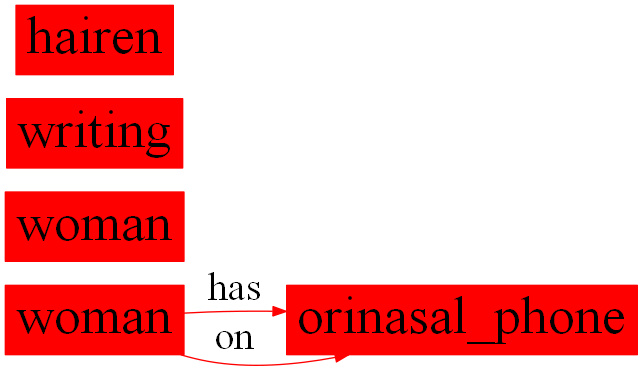 hairen
writing
woman
woman
has
on
orinasal_phone